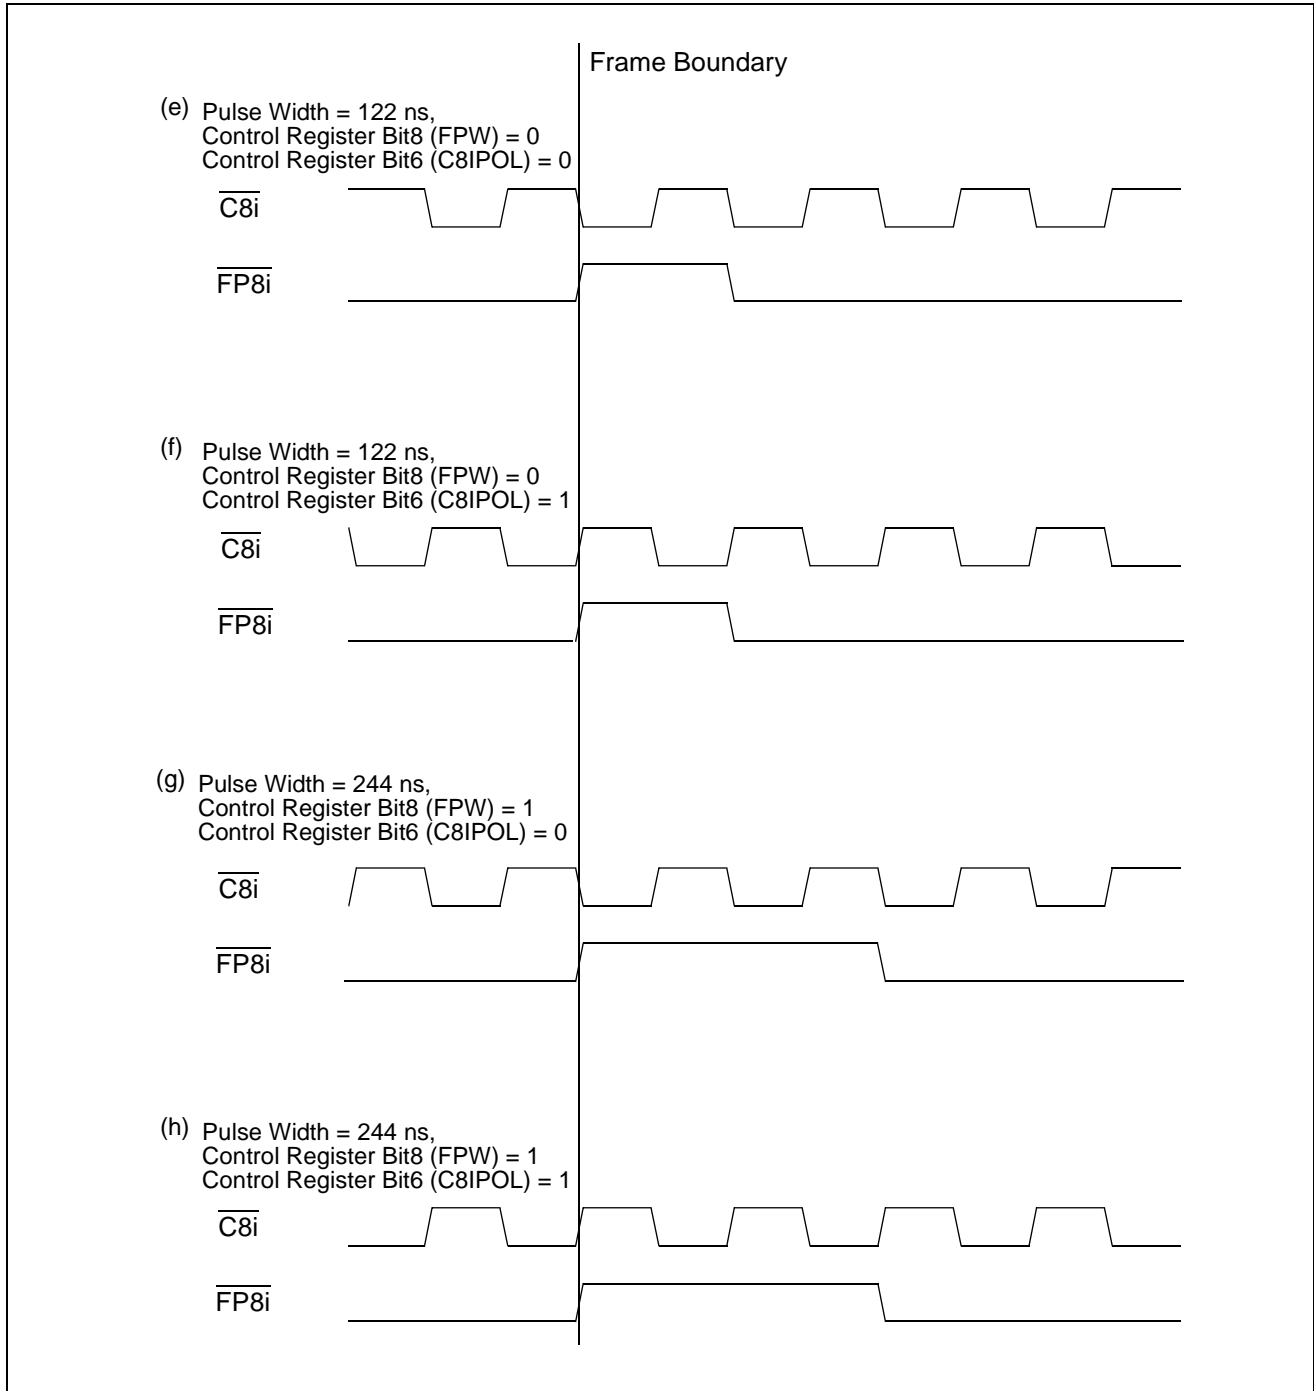 Frame Boundary
(e) Pulse Width = 122 ns,
Control Register Bit8 (FPW) = 0
Control Register Bit6 (C8IPOL) = 0
C8i
FP8i
(f) Pulse Width = 122 ns,
Control Register Bit8 (FPW) = 0
Control Register Bit6 (C8IPOL) = 1
C8i
FP8i
(g) Pulse Width = 244 ns,
Control Register Bit8 (FPW) = 1
Control Register Bit6 (C8IPOL) = 0
C8i
FP8i
(h) Pulse Width = 244 ns,
Control Register Bit8 (FPW) = 1
Control Register Bit6 (C8IPOL) = 1
C8i
FP8i